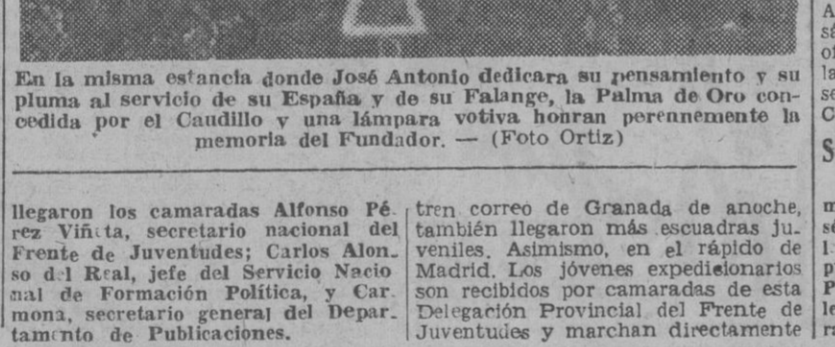 En la misma estancia donde José Antonio dedicara su pensamiento y su
pluma al servicio de su España y de su Falange, la Palma de Oro con-
cedida por el Caudillo y una lámpara votiva honran perennemente la
memoria del Fundador. — (Foto Ortiz)
llegaron los camaradas Alfonso Pé-
rez Viñeta, secretario nacional del
Frente de Juventudes; Carlos Alon-
so del Real, jefe del Servicio Nacio
nal de Formación Política, y Car-
mona, secretario general del Depar-
tamento de Publicaciones.
tren correo de Granada de anoche,
también llegaron más escuadras ju-
veniles. Asimismo, en el rápido de
Madrid. Los jóvenes expedicionarios
son recibidos por camaradas de esta
Delegación Provincial del Frente de
Juventudes y marchan directamente